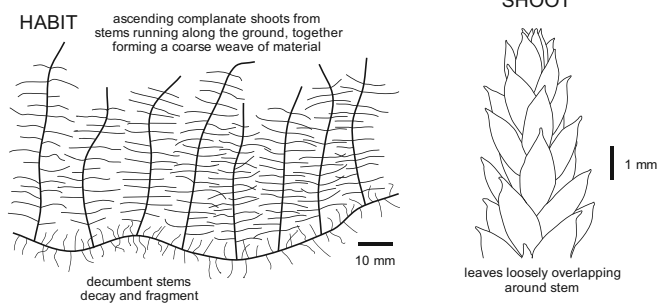 HABIT
ascending complanate shoots from
stems running along the ground, together
forming a coarse weave of material
10 mm
decumbent stems
decay and fragment
SHOOT
1 mm
leaves loosely overlapping
around stem